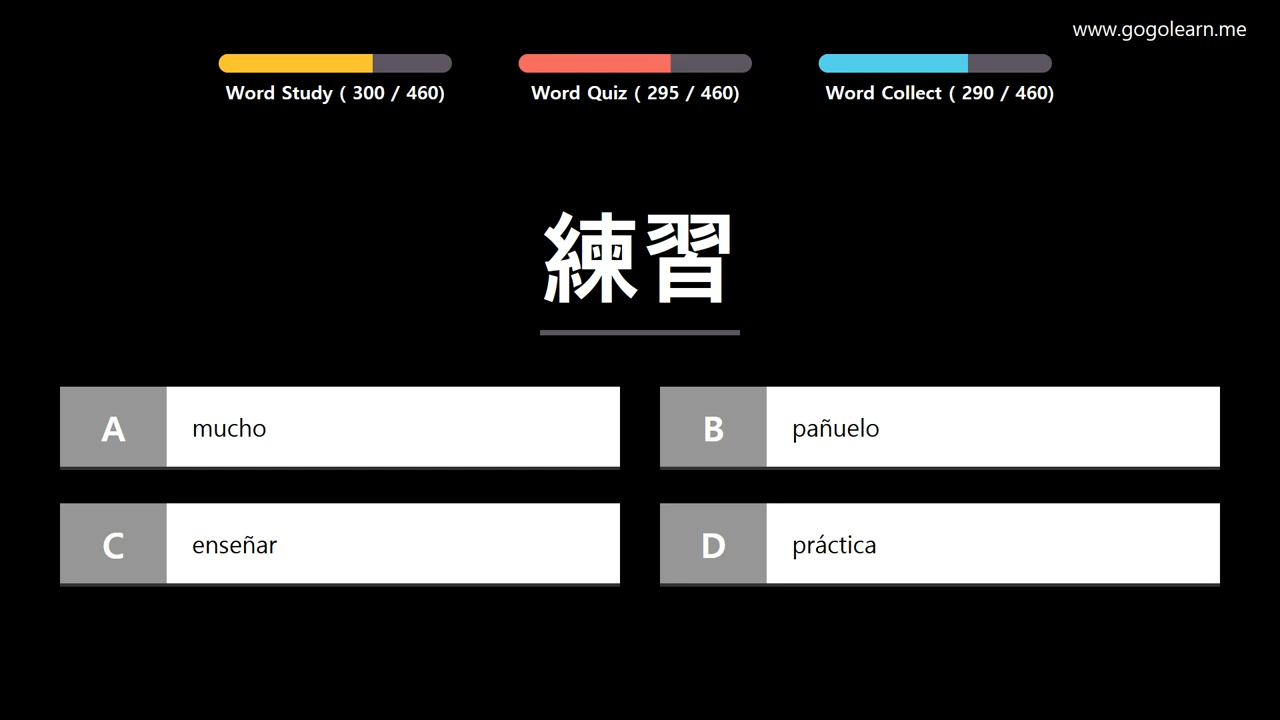 www.gogolearn.me
Word Study ( 300 / 460)
Word Quiz ( 295 / 460)
Word Collect ( 290 / 460)
練習
A mucho
B pañuelo
C enseñar
D práctica